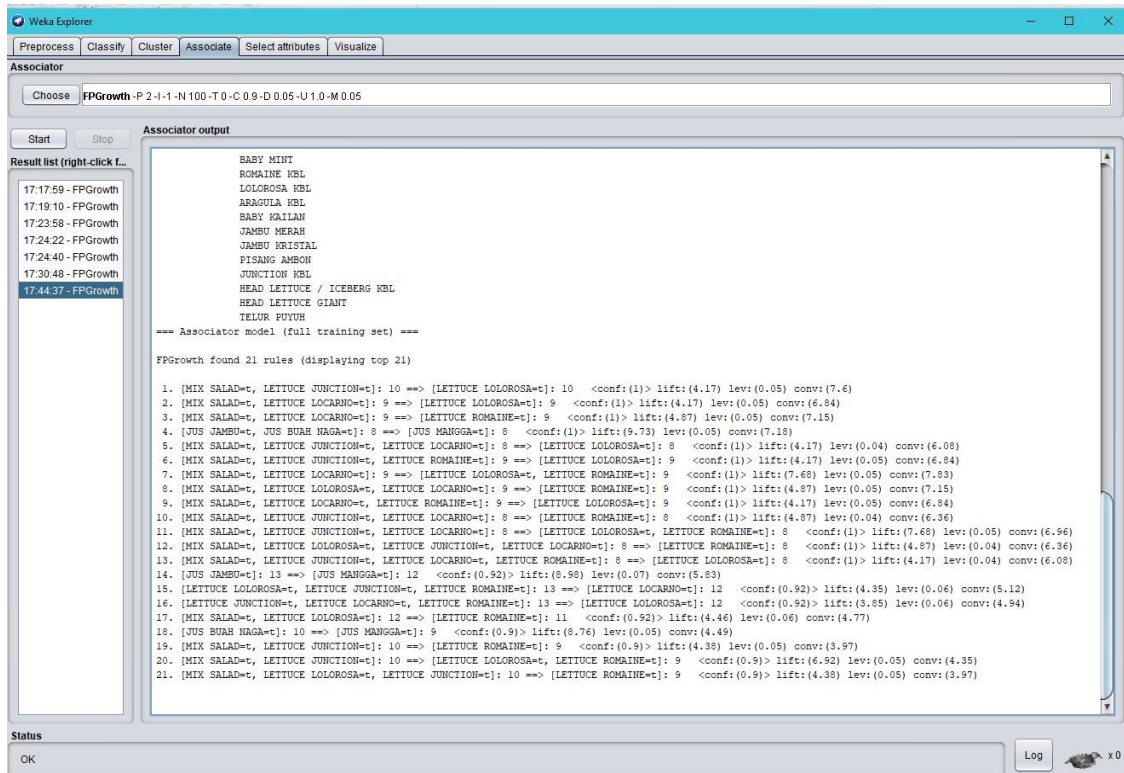 Weka Explorer
Preprocess Classify Cluster Associate Select attributes Visualize
Associator
Choose FPGrowth -P 2 -I -1 -N 100 -T 0 -C 0.9 -D 0.05 -U 1.0 -M 0.05
Start Stop
Result list (right-click f...
17:17:59 - FPGrowth
17:19:10 - FPGrowth
17:23:58 - FPGrowth
17:24:22 - FPGrowth
17:24:40 - FPGrowth
17:30:48 - FPGrowth
17:44:37 - FPGrowth
Associator output
BABY MINT
ROMAINE KBL
LOLOROSA KBL
ARAGULA KBL
BABY KAILAN
JAMBU MERAH
JAMBU KRISTAL
PISANG AMBON
JUNCTION KBL
HEAD LETTUCE / ICEBERG KBL
HEAD LETTUCE GIANT
TELUR PUYUH
=== Associator model (full training set) ===
FPGrowth found 21 rules (displaying top 21)
1. [MIX SALAD=t, LETTUCE JUNCTION=t]: 10 ==> [LETTUCE LOLOROSA=t]: 10 <conf:(1)> lift:(4.17) lev:(0.05) conv:(7.6)
2. [MIX SALAD=t, LETTUCE LOCARNO=t]: 9 ==> [LETTUCE LOLOROSA=t]: 9 <conf:(1)> lift:(4.17) lev:(0.05) conv:(6.84)
3. [MIX SALAD=t, LETTUCE LOCARNO=t]: 9 ==> [LETTUCE ROMAINE=t]: 9 <conf:(1)> lift:(4.87) lev:(0.05) conv:(7.15)
4. [JUS JAMBU=t, JUS BUAH NAGA=t]: 8 ==> [JUS MANGGA=t]: 8 <conf:(1)> lift:(9.73) lev:(0.05) conv:(7.18)
5. [MIX SALAD=t, LETTUCE JUNCTION=t, LETTUCE LOCARNO=t]: 8 ==> [LETTUCE LOLOROSA=t]: 8 <conf:(1)> lift:(4.17) lev:(0.04) conv:(6.08)
6. [MIX SALAD=t, LETTUCE JUNCTION=t, LETTUCE ROMAINE=t]: 9 ==> [LETTUCE LOLOROSA=t]: 9 <conf:(1)> lift:(4.17) lev:(0.05) conv:(6.84)
7. [MIX SALAD=t, LETTUCE LOCARNO=t]: 9 ==> [LETTUCE LOLOROSA=t, LETTUCE ROMAINE=t]: 9 <conf:(1)> lift:(7.68) lev:(0.05) conv:(7.83)
8. [MIX SALAD=t, LETTUCE LOLOROSA=t, LETTUCE LOCARNO=t]: 9 ==> [LETTUCE ROMAINE=t]: 9 <conf:(1)> lift:(4.87) lev:(0.05) conv:(7.15)
9. [MIX SALAD=t, LETTUCE LOCARNO=t, LETTUCE ROMAINE=t]: 9 ==> [LETTUCE LOLOROSA=t]: 9 <conf:(1)> lift:(4.17) lev:(0.05) conv:(6.84)
10. [MIX SALAD=t, LETTUCE JUNCTION=t, LETTUCE LOCARNO=t]: 8 ==> [LETTUCE ROMAINE=t]: 8 <conf:(1)> lift:(4.87) lev:(0.04) conv:(6.36)
11. [MIX SALAD=t, LETTUCE JUNCTION=t, LETTUCE LOCARNO=t]: 8 ==> [LETTUCE LOLOROSA=t, LETTUCE ROMAINE=t]: 8 <conf:(1)> lift:(7.68) lev:(0.05) conv:(6.96)
12. [MIX SALAD=t, LETTUCE LOLOROSA=t, LETTUCE JUNCTION=t, LETTUCE LOCARNO=t]: 8 ==> [LETTUCE ROMAINE=t]: 8 <conf:(1)> lift:(4.87) lev:(0.04) conv:(6.36)
13. [MIX SALAD=t, LETTUCE JUNCTION=t, LETTUCE LOCARNO=t, LETTUCE ROMAINE=t]: 8 ==> [LETTUCE LOLOROSA=t]: 8 <conf:(1)> lift:(4.17) lev:(0.04) conv:(6.08)
14. [JUS JAMBU=t]: 13 ==> [JUS MANGGA=t]: 12 <conf:(0.92)> lift:(8.98) lev:(0.07) conv:(5.83)
15. [LETTUCE LOLOROSA=t, LETTUCE JUNCTION=t, LETTUCE ROMAINE=t]: 13 ==> [LETTUCE LOCARNO=t]: 12 <conf:(0.92)> lift:(4.35) lev:(0.06) conv:(5.12)
16. [LETTUCE JUNCTION=t, LETTUCE LOCARNO=t, LETTUCE ROMAINE=t]: 13 ==> [LETTUCE LOLOROSA=t]: 12 <conf:(0.92)> lift:(3.85) lev:(0.06) conv:(4.94)
17. [MIX SALAD=t, LETTUCE LOLOROSA=t]: 12 ==> [LETTUCE ROMAINE=t]: 11 <conf:(0.92)> lift:(4.46) lev:(0.06) conv:(4.77)
18. [JUS BUAH NAGA=t]: 10 ==> [JUS MANGGA=t]: 9 <conf:(0.9)> lift:(8.76) lev:(0.05) conv:(4.49)
19. [MIX SALAD=t, LETTUCE JUNCTION=t]: 10 ==> [LETTUCE ROMAINE=t]: 9 <conf:(0.9)> lift:(4.38) lev:(0.05) conv:(3.97)
20. [MIX SALAD=t, LETTUCE JUNCTION=t]: 10 ==> [LETTUCE LOLOROSA=t, LETTUCE ROMAINE=t]: 9 <conf:(0.9)> lift:(6.92) lev:(0.05) conv:(4.35)
21. [MIX SALAD=t, LETTUCE LOLOROSA=t, LETTUCE JUNCTION=t]: 10 ==> [LETTUCE ROMAINE=t]: 9 <conf:(0.9)> lift:(4.38) lev:(0.05) conv:(3.97)
Status
OK
Log x 0